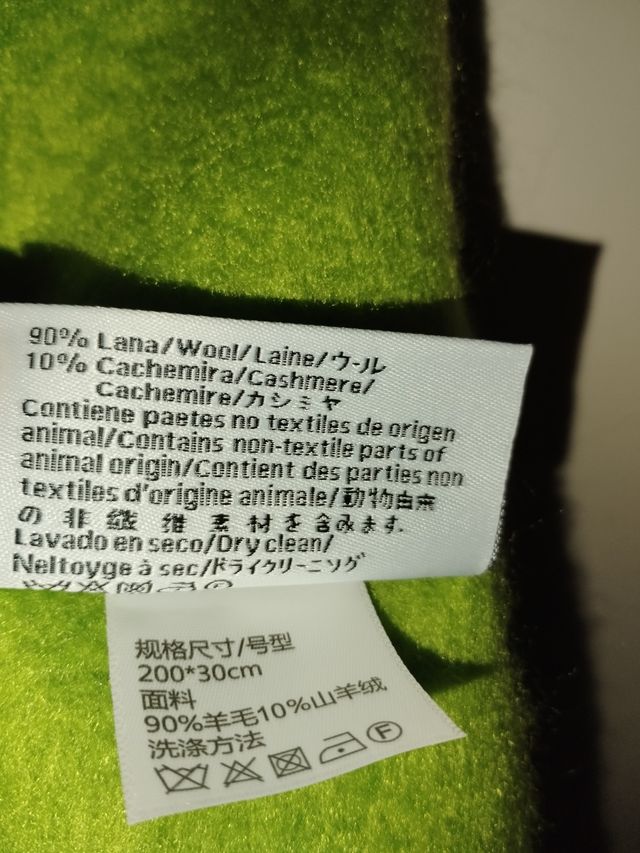 90% Lana/Wool/Laine/ウール
10% Cachemira/Cashmere/
Cachemire/カシミヤ
Contiene paetes no textiles de origen
animal/Contains non-textile parts of
animal origin/Contient des parties non
textiles d'origine animale/動物由来
の非繊維素材を含みます.
Lavado en seco/Dry clean/
Neltoyge à sec/ドライクリーニソグ
规格尺寸/号型
200*30cm
面料
90%羊毛10%山羊绒
洗涤方法
F